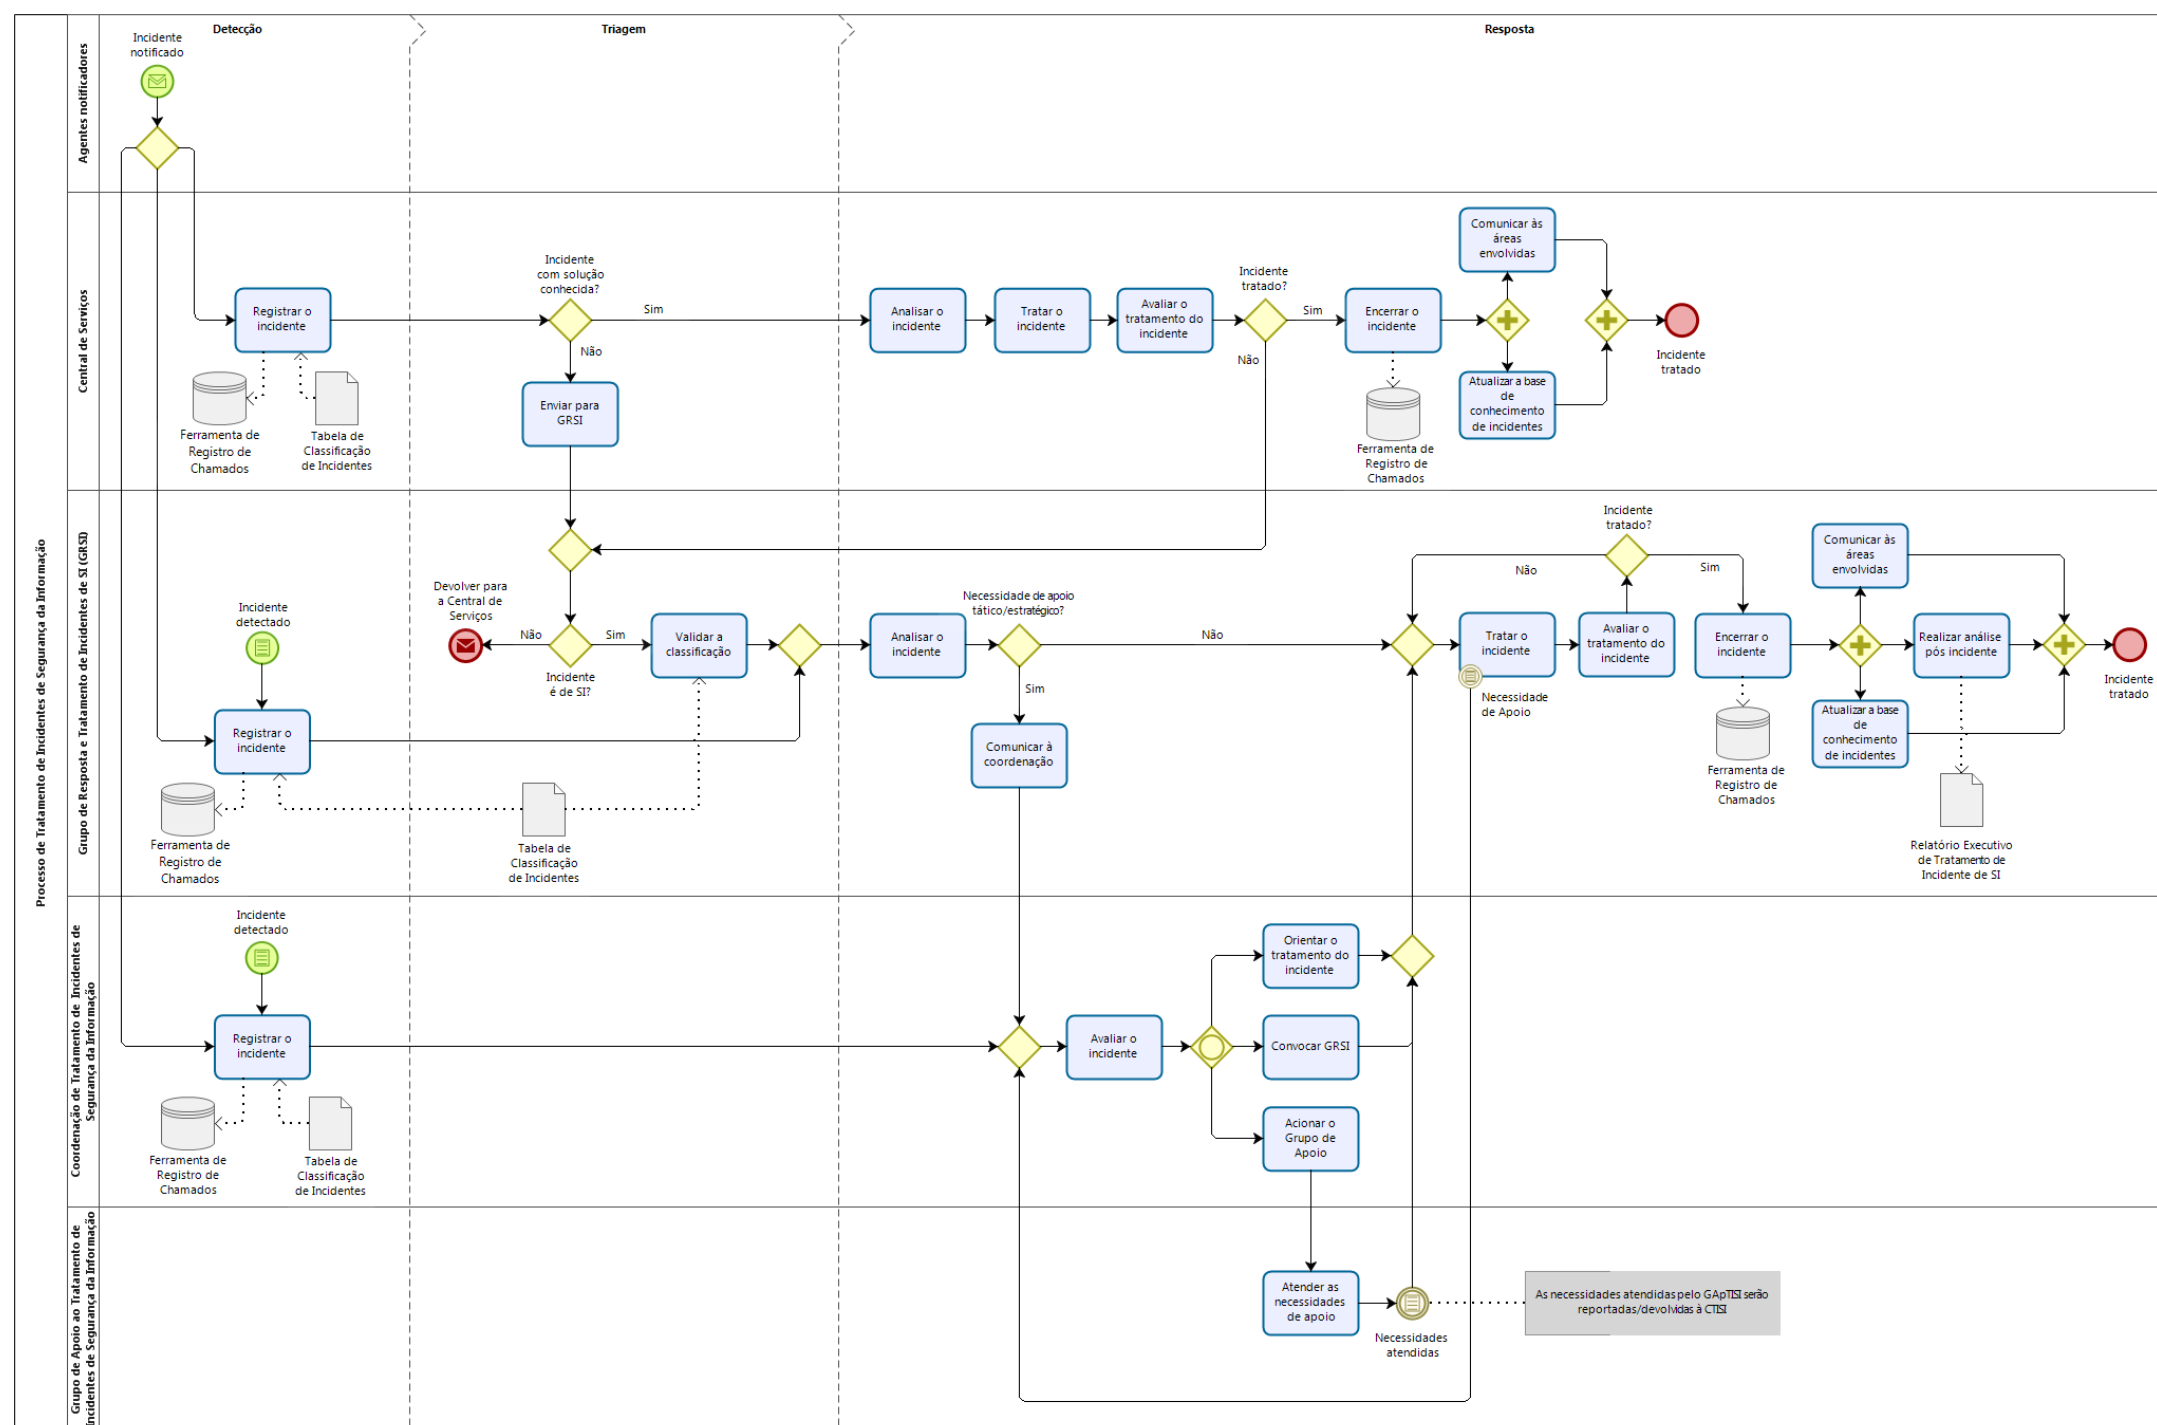 Processo de Tratamento de Incidentes de Segurança da Informação
Detecção
Triagem
Resposta
Agentes notificadores
Incidente
notificado
Central de Serviços
Registrar o
incidente
Ferramenta de
Registro de
Chamados
Tabela de
Classificação
de Incidentes
Incidente
com solução
conhecida?
Sim
Não
Enviar para
GRSI
Analisar o
incidente
Tratar o
incidente
Avaliar o
tratamento do
incidente
Incidente
tratado?
Sim
Não
Encerrar o
incidente
Ferramenta de
Registro de
Chamados
Comunicar às
áreas
envolvidas
Atualizar a base
de
conhecimento
de incidentes
Incidente
tratado
Grupo de Resposta e Tratamento de Incidentes de SI (GRSI)
Incidente
detectado
Registrar o
incidente
Ferramenta de
Registro de
Chamados
Devolver para
a Central de
Serviços
Não
Sim
Incidente
é de SI?
Validar a
classificação
Tabela de
Classificação
de Incidentes
Analisar o
incidente
Necessidade de apoio
tático/estratégico?
Não
Sim
Comunicar à
coordenação
Tratar o
incidente
Necessidade
de Apoio
Avaliar o
tratamento do
incidente
Incidente
tratado?
Não
Sim
Encerrar o
incidente
Ferramenta de
Registro de
Chamados
Comunicar às
áreas
envolvidas
Realizar análise
pós incidente
Atualizar a base
de
conhecimento
de incidentes
Relatório Executivo
de Tratamento de
Incidente de SI
Incidente
tratado
Coordenação de Tratamento de Incidentes de
Segurança da Informação
Incidente
detectado
Registrar o
incidente
Ferramenta de
Registro de
Chamados
Tabela de
Classificação
de Incidentes
Avaliar o
incidente
Orientar o
tratamento do
incidente
Convocar GRSI
Acionar o
Grupo de
Apoio
Grupo de Apoio ao Tratamento de
Incidentes de Segurança da Informação
Atender as
necessidades
de apoio
Necessidades
atendidas
As necessidades atendidas pelo GApTISI serão
reportadas/devolvidas à CTISI